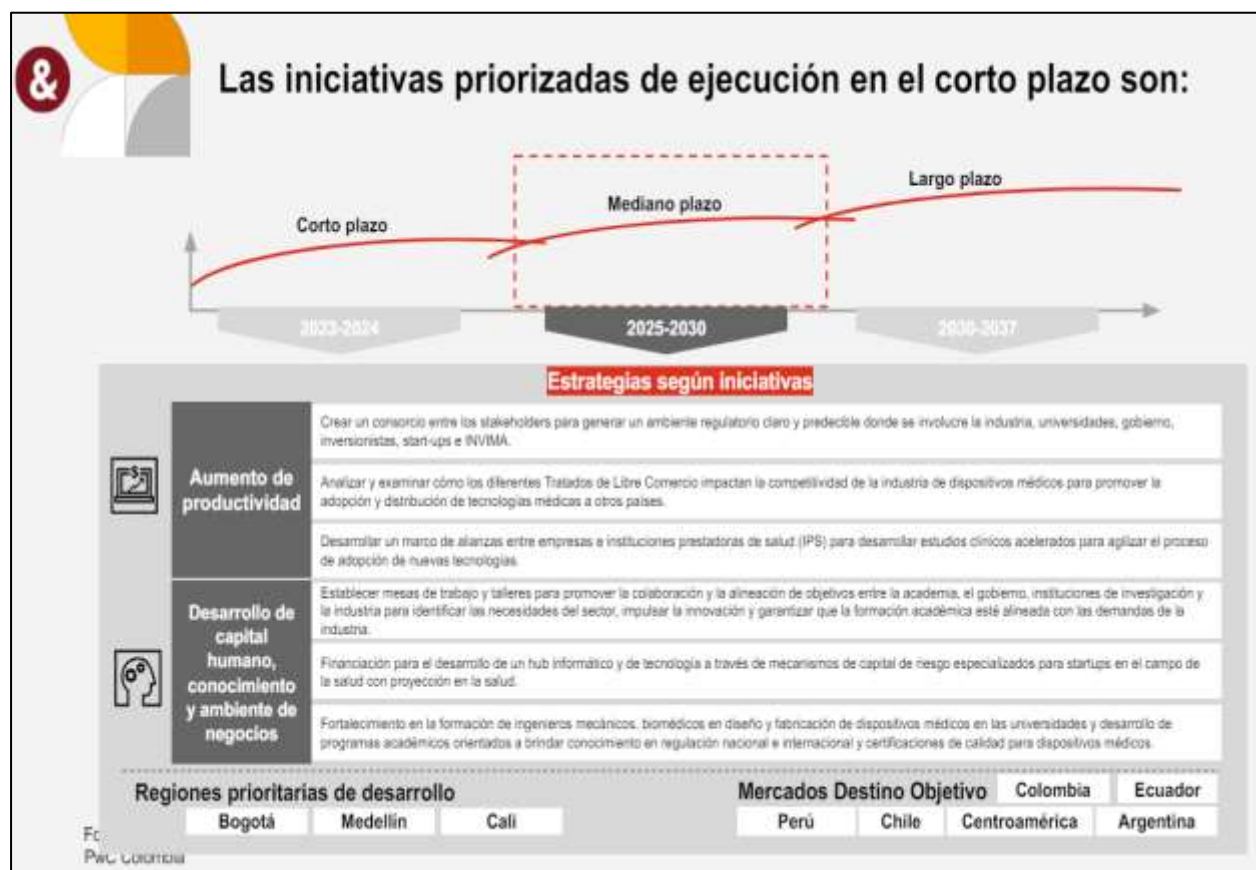 &
Las iniciativas priorizadas de ejecución en el corto plazo son:
Corto plazo
Mediano plazo
Largo plazo
2023-2024
2025-2030
2030-2037
Estrategias según iniciativas
Aumento de
productividad
Crear un consorcio entre los stakeholders para generar un ambiente regulatorio claro y predecible donde se involucre la industria, universidades, gobierno,
inversionistas, start-ups e INVIMA.
Analizar y examinar cómo los diferentes Tratados de Libre Comercio impactan la competitividad de la industria de dispositivos médicos para promover la
adopción y distribución de tecnologías médicas a otros países.
Desarrollar un marco de alianzas entre empresas e instituciones prestadoras de salud (IPS) para desarrollar estudios clínicos acelerados para agilizar el proceso
de adopción de nuevas tecnologías.
Desarrollo de
capital
humano,
conocimiento
y ambiente de
negocios
Establecer mesas de trabajo y talleres para promover la colaboración y la alineación de objetivos entre la academia, el gobierno, instituciones de investigación y
la industria para identificar las necesidades del sector, impulsar la innovación y garantizar que la formación académica esté alineada con las demandas de la
industria.
Financiación para el desarrollo de un hub informático y de tecnología a través de mecanismos de capital de riesgo especializados para startups en el campo de
la salud con proyección en la salud.
Fortalecimiento en la formación de ingenieros mecánicos, biomédicos en diseño y fabricación de dispositivos médicos en las universidades y desarrollo de
programas académicos orientados a brindar conocimiento en regulación nacional e internacional y certificaciones de calidad para dispositivos médicos.
Regiones prioritarias de desarrollo
Bogotá
Medellín
Cali
Mercados Destino Objetivo
Colombia
Ecuador
Perú
Chile
Centroamérica
Argentina
PwC Colombia